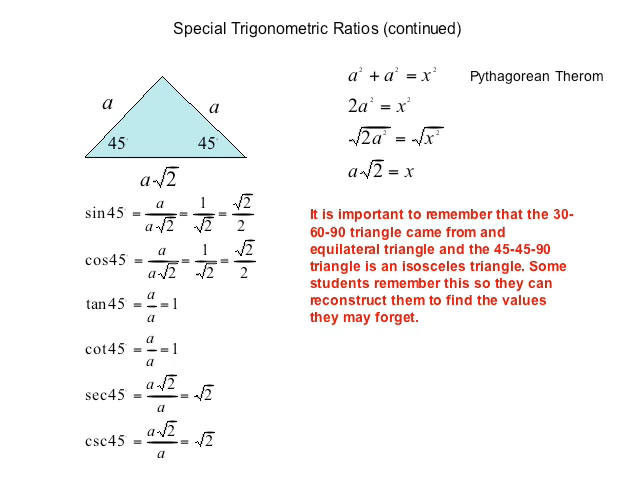 Special Trigonometric Ratios (continued)
a² + a² = x² Pythagorean Therom
2a² = x²
√2a² = √x²
a√2 = x
a a
45° 45°
a√2
sin45° = a/a√2 = 1/√2 = √2/2
cos45° = a/a√2 = 1/√2 = √2/2
tan45° = a/a = 1
cot45° = a/a = 1
sec45° = a√2/a = √2
csc45° = a√2/a = √2
It is important to remember that the 30-
60-90 triangle came from and
equilateral triangle and the 45-45-90
triangle is an isosceles triangle. Some
students remember this so they can
reconstruct them to find the values
they may forget.